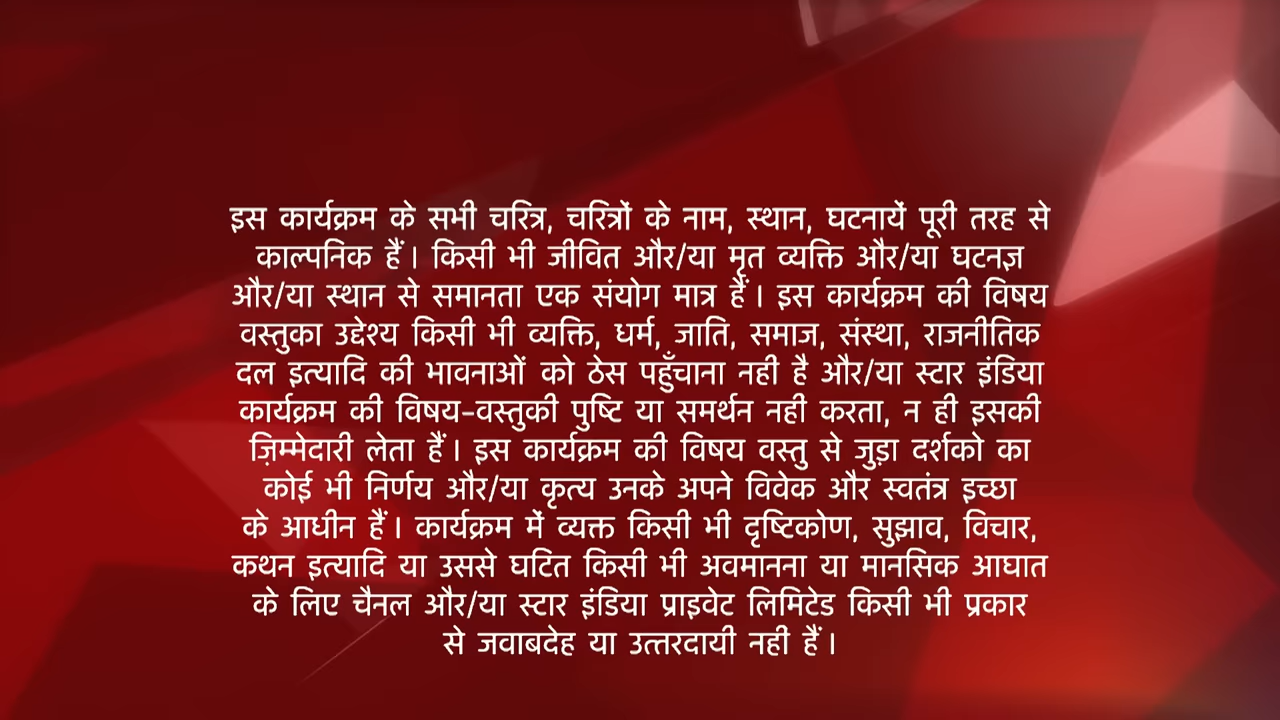 इस कार्यक्रम के सभी चरित्र, चरित्रों के नाम, स्थान, घटनायें पूरी तरह से
काल्पनिक हैं। किसी भी जीवित और/या मृत व्यक्ति और/या घटनज्ञ
और/या स्थान से समानता एक संयोग मात्र हैं। इस कार्यक्रम की विषय
वस्तुका उद्देश्य किसी भी व्यक्ति, धर्म, जाति, समाज, संस्था, राजनीतिक
दल इत्यादि की भावनाओं को ठेस पहुँचाना नही है और/या स्टार इंडिया
कार्यक्रम की विषय-वस्तुकी पुष्टि या समर्थन नही करता, न ही इसकी
ज़िम्मेदारी लेता हैं। इस कार्यक्रम की विषय वस्तु से जुड़ा दर्शको का
कोई भी निर्णय और/या कृत्य उनके अपने विवेक और स्वतंत्र इच्छा
के आधीन हैं। कार्यक्रम में व्यक्त किसी भी दृष्टिकोण, सुझाव, विचार,
कथन इत्यादि या उससे घटित किसी भी अवमानना या मानसिक आघात
के लिए चैनल और/या स्टार इंडिया प्राइवेट लिमिटेड किसी भी प्रकार
से जवाबदेह या उत्तरदायी नही हैं।